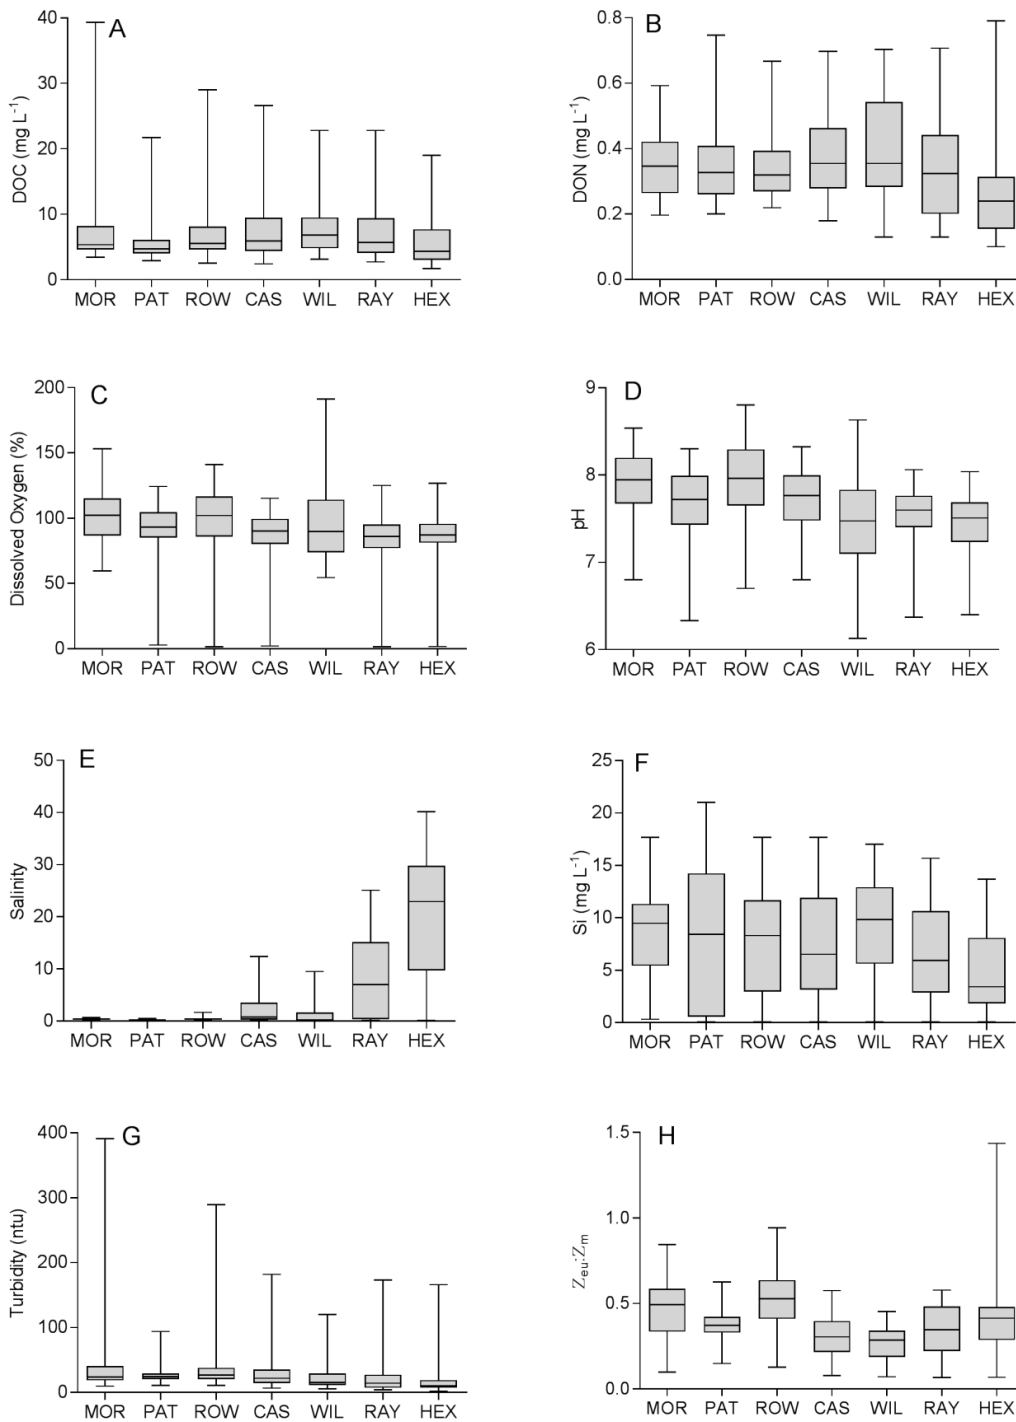 A
DOC (mg L⁻¹)
40
30
20
10
0
MOR PAT ROW CAS WIL RAY HEX
B
DON (mg L⁻¹)
0.8
0.6
0.4
0.2
0.0
MOR PAT ROW CAS WIL RAY HEX
C
Dissolved Oxygen (%)
200
150
100
50
0
MOR PAT ROW CAS WIL RAY HEX
D
pH
9
8
7
6
MOR PAT ROW CAS WIL RAY HEX
E
Salinity
50
40
30
20
10
0
MOR PAT ROW CAS WIL RAY HEX
F
Si (mg L⁻¹)
25
20
15
10
5
0
MOR PAT ROW CAS WIL RAY HEX
G
Turbidity (ntu)
400
300
200
100
0
MOR PAT ROW CAS WIL RAY HEX
H
Zeu:Zm
1.5
1.0
0.5
0.0
MOR PAT ROW CAS WIL RAY HEX